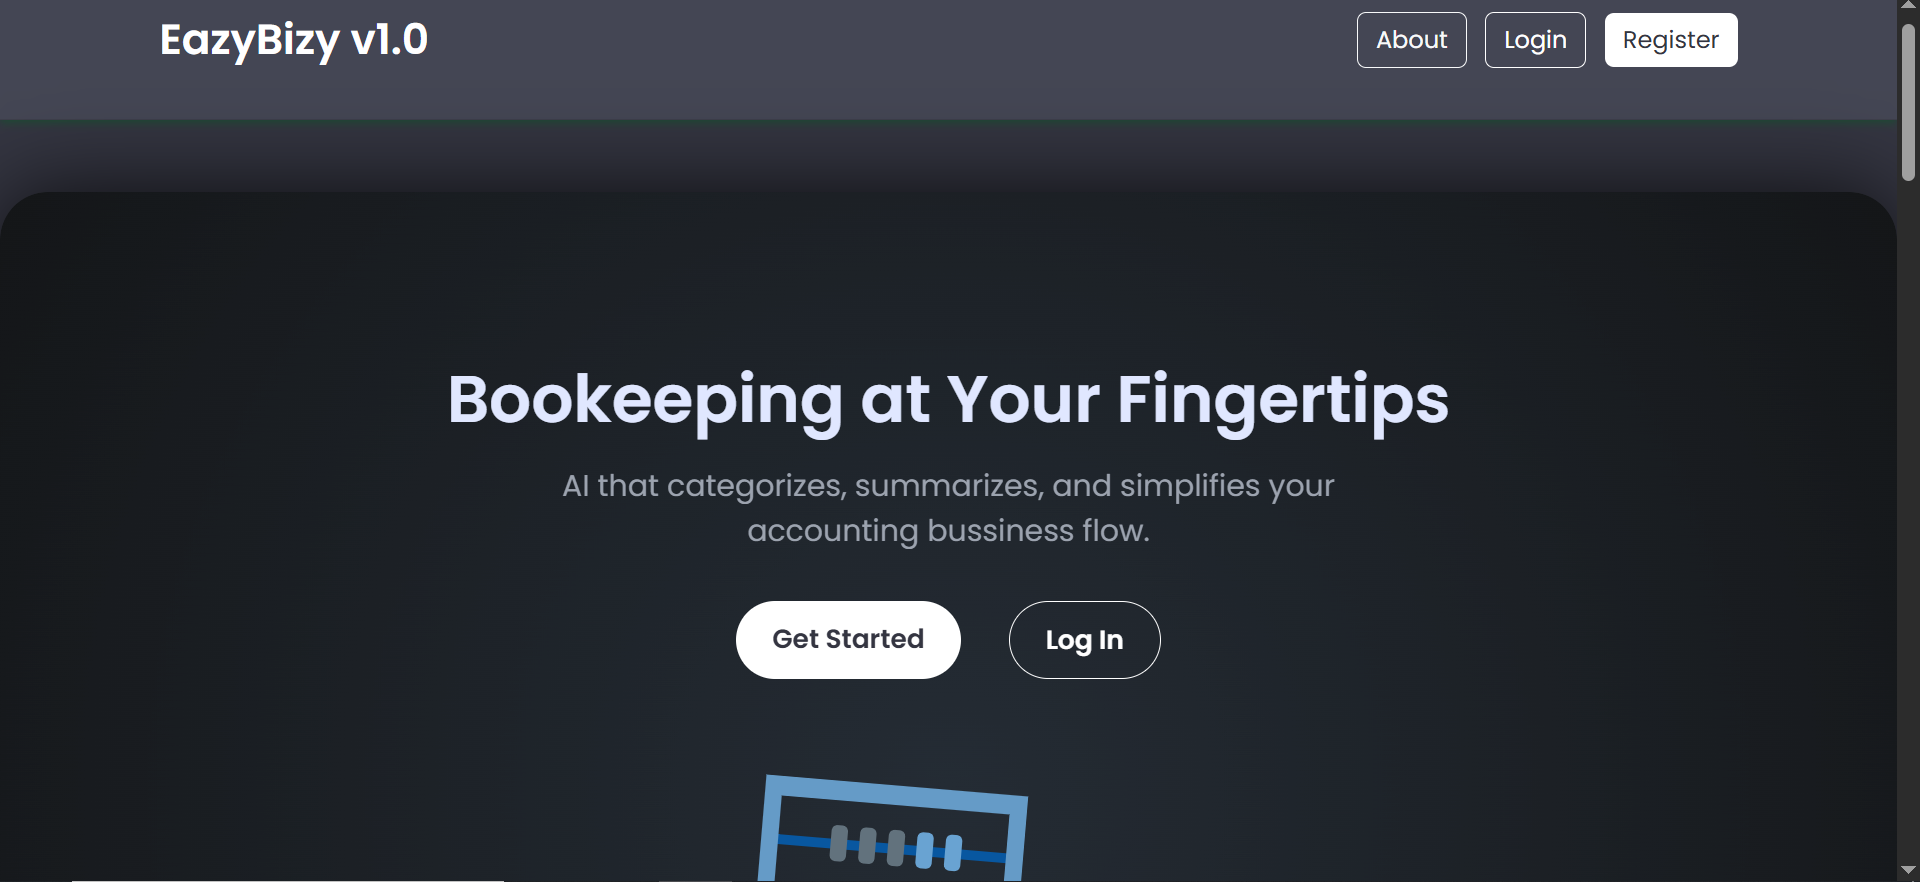 EazyBizy v1.0
About
Login
Register
Bookeeping at Your Fingertips
AI that categorizes, summarizes, and simplifies your
accounting bussiness flow.
Get Started
Log In